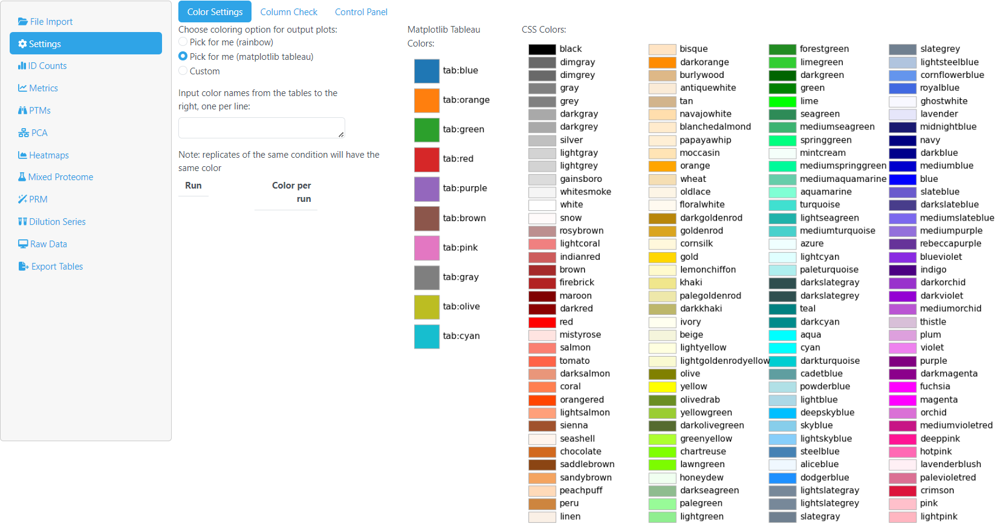 File Import
Settings
ID Counts
Metrics
PTMs
PCA
Heatmaps
Mixed Proteome
PRM
Dilution Series
Raw Data
Export Tables
Color Settings
Column Check
Control Panel
Choose coloring option for output plots:
Pick for me (rainbow)
Pick for me (matplotlib tableau)
Custom
Input color names from the tables to the
right, one per line:
Note: replicates of the same condition will have the
same color
Run
Color per
run
Matplotlib Tableau
Colors:
tab:blue
tab:orange
tab:green
tab:red
tab:purple
tab:brown
tab:pink
tab:gray
tab:olive
tab:cyan
CSS Colors:
black
dimgray
dimgrey
gray
grey
darkgray
darkgrey
silver
lightgray
lightgrey
gainsboro
whitesmoke
white
snow
rosybrown
lightcoral
indianred
brown
firebrick
maroon
darkred
red
mistyrose
salmon
tomato
darksalmon
coral
orangered
lightsalmon
sienna
seashell
chocolate
saddlebrown
sandybrown
peachpuff
peru
linen
bisque
darkorange
burlywood
antiquewhite
tan
navajowhite
blanchedalmond
papayawhip
moccasin
orange
wheat
oldlace
floralwhite
darkgoldenrod
goldenrod
cornsilk
gold
lemonchiffon
khaki
palegoldenrod
darkkhaki
ivory
beige
lightyellow
lightgoldenrodyellow
olive
yellow
olivedrab
yellowgreen
darkolivegreen
greenyellow
chartreuse
lawngreen
honeydew
darkseagreen
palegreen
lightgreen
forestgreen
limegreen
darkgreen
green
lime
seagreen
mediumseagreen
springgreen
mintcream
mediumspringgreen
mediumaquamarine
aquamarine
turquoise
lightseagreen
mediumturquoise
azure
lightcyan
paleturquoise
darkslategray
darkslategrey
teal
darkcyan
aqua
cyan
darkturquoise
cadetblue
powderblue
lightblue
deepskyblue
skyblue
lightskyblue
steelblue
aliceblue
dodgerblue
lightslategray
lightslategrey
slategray
slategrey
lightsteelblue
cornflowerblue
royalblue
ghostwhite
lavender
midnightblue
navy
darkblue
mediumblue
blue
slateblue
darkslateblue
mediumslateblue
mediumpurple
rebeccapurple
blueviolet
indigo
darkorchid
darkviolet
mediumorchid
thistle
plum
violet
purple
darkmagenta
fuchsia
magenta
orchid
mediumvioletred
deeppink
hotpink
lavenderblush
palevioletred
crimson
pink
lightpink